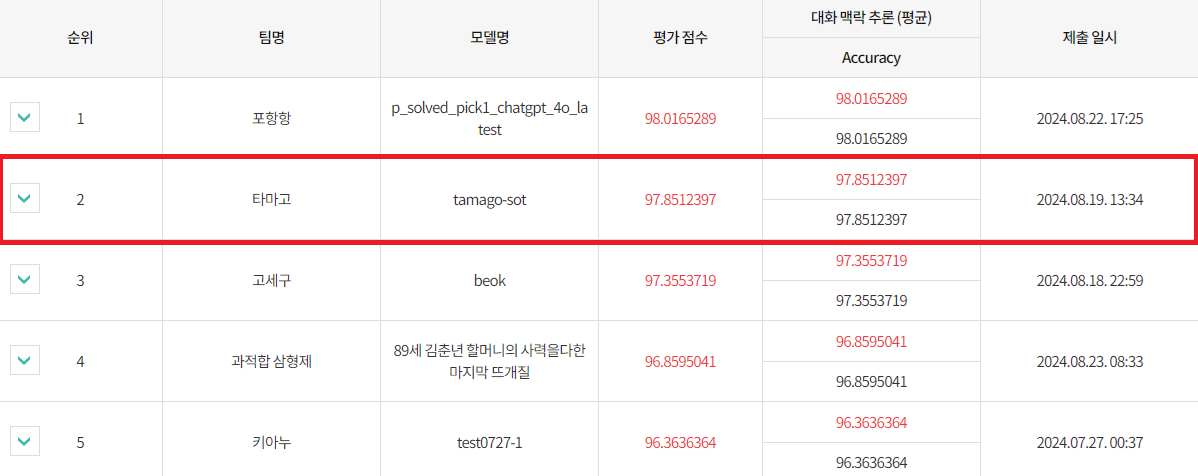 순위 팀명 모델명 평가 점수 대화 맥락 추론 (평균) 제출 일시
Accuracy
1 포항항 p_solved_pick1_chatgpt_4o_la
test 98.0165289 98.0165289 2024.08.22. 17:25
98.0165289
2 타마고 tamago-sot 97.8512397 97.8512397 2024.08.19. 13:34
97.8512397
3 고세구 beok 97.3553719 97.3553719 2024.08.18. 22:59
97.3553719
4 과적합 삼형제 89세 김춘년 할머니의 사력을다한
마지막 뜨개질 96.8595041 96.8595041 2024.08.23. 08:33
96.8595041
5 키아누 test0727-1 96.3636364 96.3636364 2024.07.27. 00:37
96.3636364